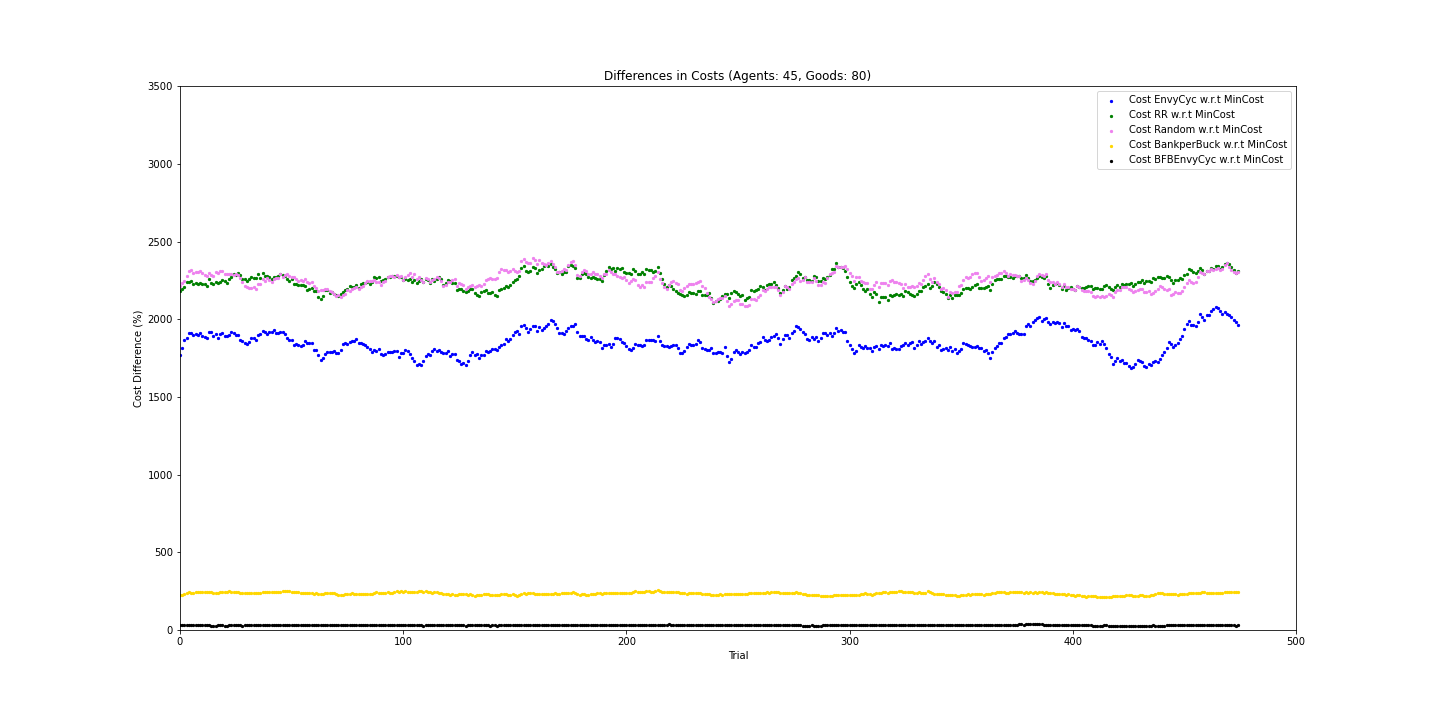 Differences in Costs (Agents: 45, Goods: 80)
3500
3000
2500
2000
1500
1000
500
0
Cost Difference (%)
Cost EnvyCyc w.r.t MinCost
Cost RR w.r.t MinCost
Cost Random w.r.t MinCost
Cost BankperBuck w.r.t MinCost
Cost BFBEnvyCyc w.r.t MinCost
0 100 200 300 400 500
Trial